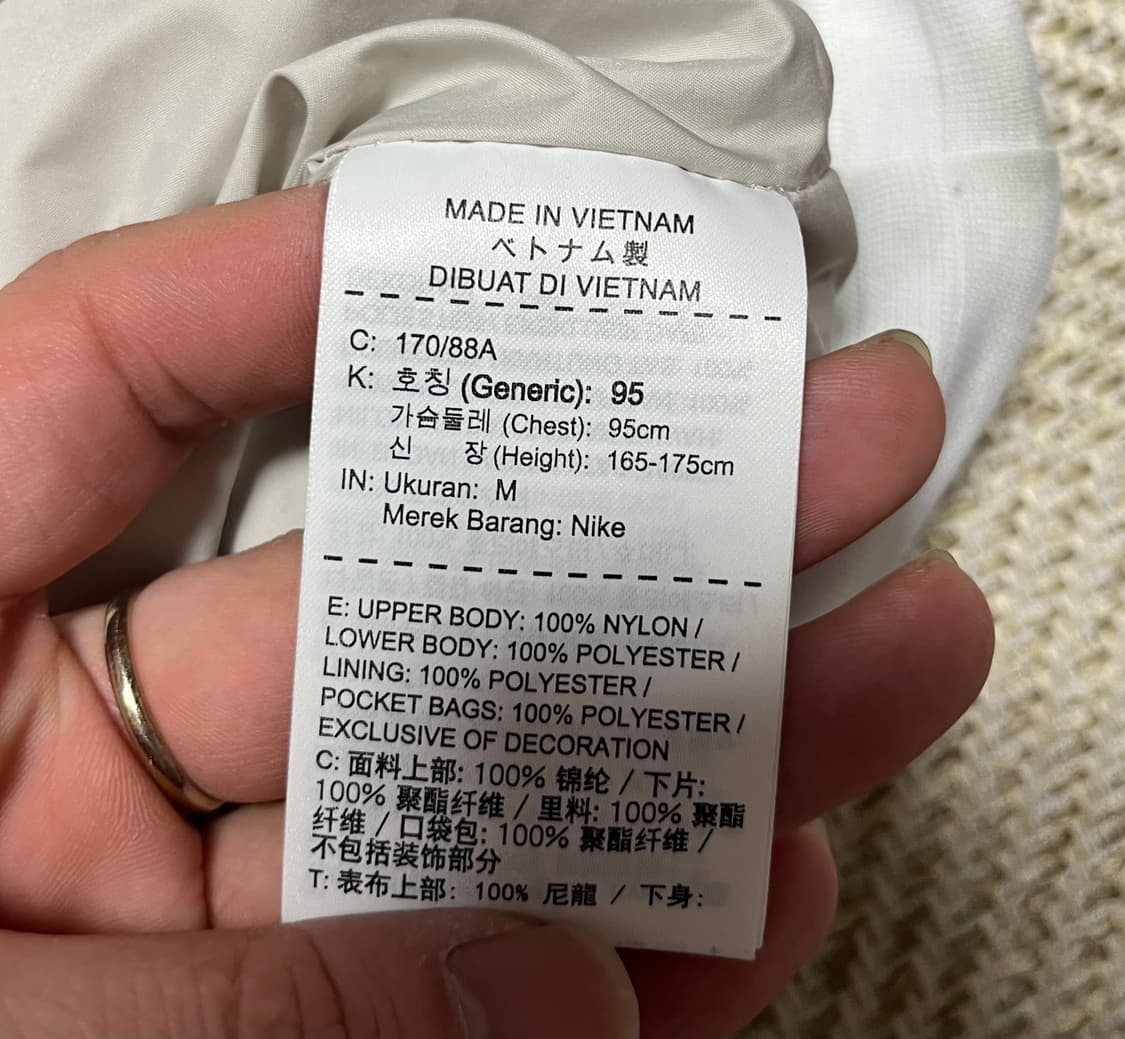 MADE IN VIETNAM
ベトナム製
DIBUAT DI VIETNAM
C: 170/88A
K: 호칭 (Generic): 95
가슴둘레 (Chest): 95cm
신 장 (Height): 165-175cm
IN: Ukuran: M
Merek Barang: Nike
E: UPPER BODY: 100% NYLON /
LOWER BODY: 100% POLYESTER /
LINING: 100% POLYESTER /
POCKET BAGS: 100% POLYESTER /
EXCLUSIVE OF DECORATION
C: 面料上部: 100% 锦纶 / 下片:
100% 聚酯纤维 / 里料: 100% 聚酯
纤维 / 口袋包: 100% 聚酯纤维 /
不包括装饰部分
T: 表布上部: 100% 尼龍 / 下身: